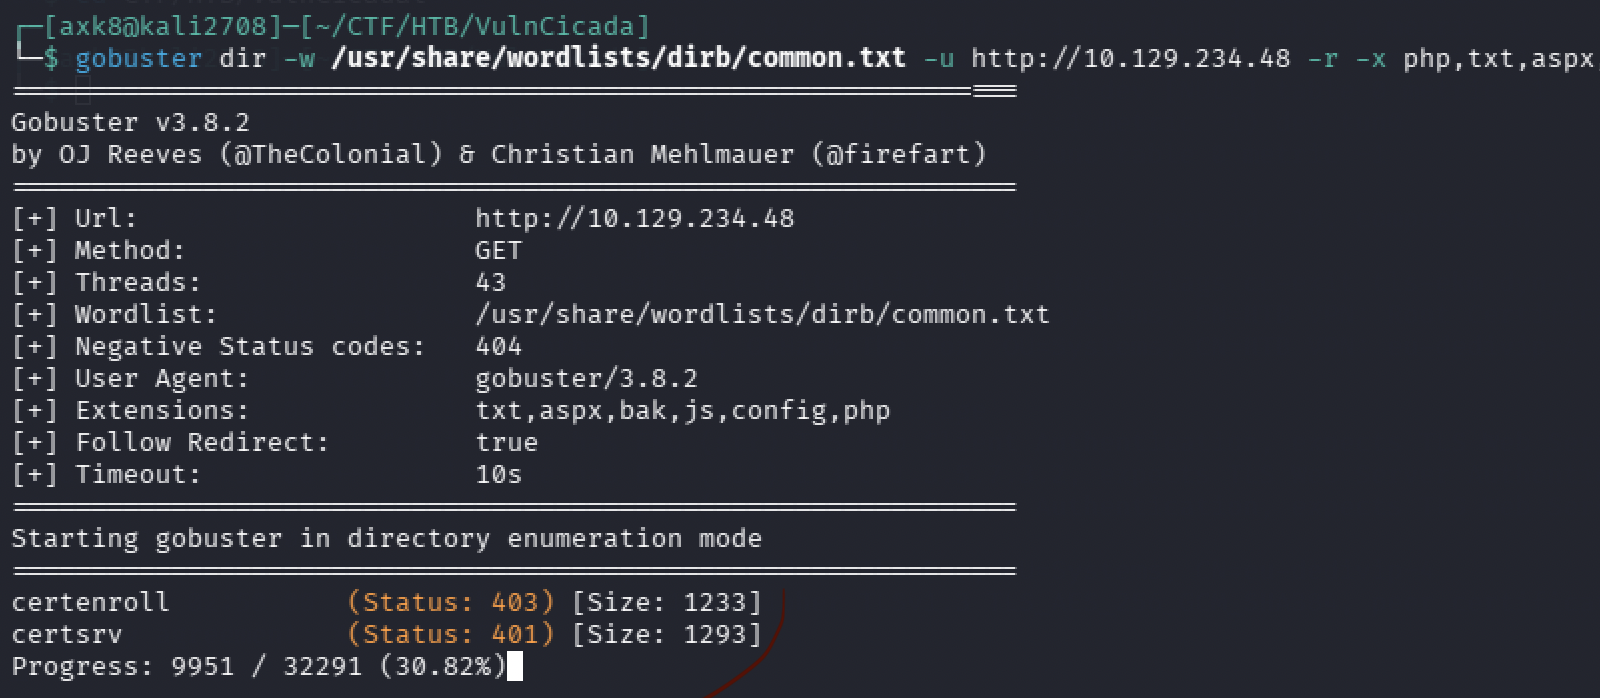 ┌─[axk8@kali2708]─[~/CTF/HTB/VulnCicada]
└─$ gobuster dir -w /usr/share/wordlists/dirb/common.txt -u http://10.129.234.48 -r -x php,txt,aspx
===============================================================
Gobuster v3.8.2
by OJ Reeves (@TheColonial) & Christian Mehlmauer (@firefart)
===============================================================
[+] Url:                     http://10.129.234.48
[+] Method:                  GET
[+] Threads:                 43
[+] Wordlist:                /usr/share/wordlists/dirb/common.txt
[+] Negative Status codes:   404
[+] User Agent:              gobuster/3.8.2
[+] Extensions:              txt,aspx,bak,js,config,php
[+] Follow Redirect:         true
[+] Timeout:                 10s
===============================================================
Starting gobuster in directory enumeration mode
===============================================================
certenroll           (Status: 403) [Size: 1233]
certsrv              (Status: 401) [Size: 1293]
Progress: 9951 / 32291 (30.82%)